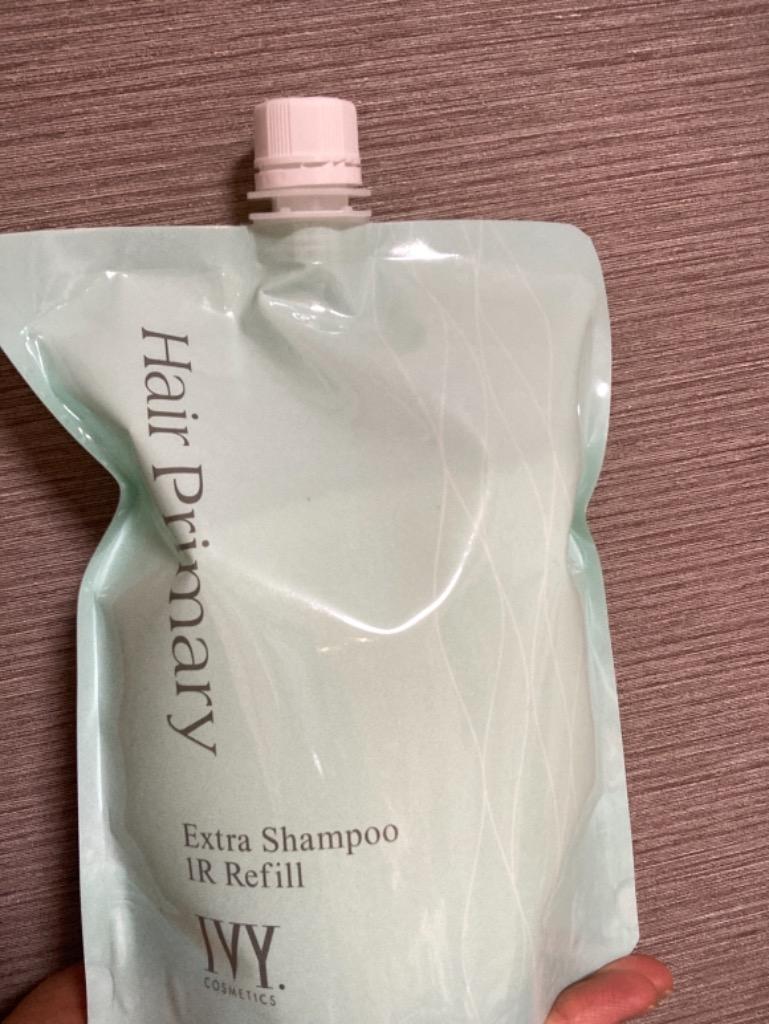 Hair Primary
Extra Shampoo
1R Refill
IVY.
COSMETICS